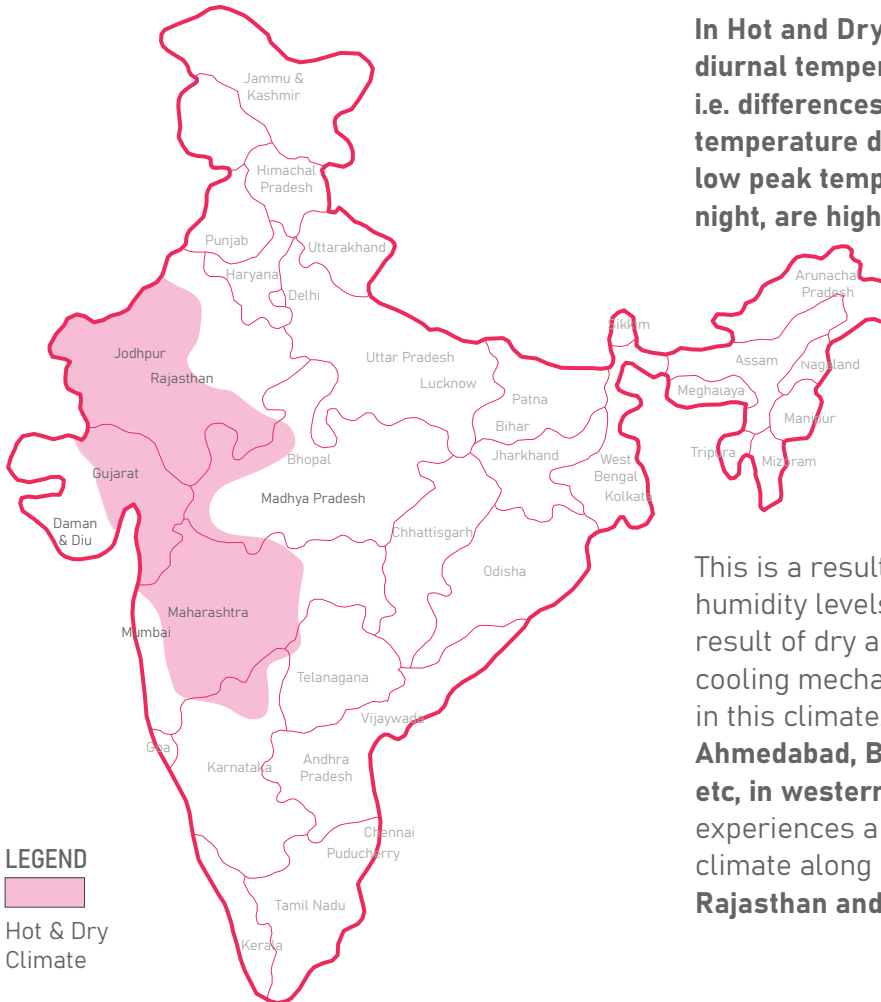 In Hot and Dry
diurnal temper
i.e. differences
temperature d
low peak temp
night, are high
Jammu &
Kashmir
Himachal
Pradesh
Punjab
Uttarakhand
Haryana
Delhi
Arunachal
Pradesh
Sikkim
Jodhpur
Rajasthan
Uttar Pradesh
Lucknow
Assam
Nagaland
Meghalaya
Patna
Bihar
Manipur
Jharkhand
West
Bengal
Kolkata
Tripura
Mizoram
Gujarat
Bhopal
Madhya Pradesh
Daman
& Diu
Chhattisgarh
Odisha
Maharashtra
Mumbai
Telanagana
Vijaywada
Goa
Karnataka
Andhra
Pradesh
Chennai
Puducherry
Tamil Nadu
Kerala
This is a result
humidity levels
result of dry a
cooling mecha
in this climate
Ahmedabad, B
etc, in western
experiences a
climate along
Rajasthan and
LEGEND
Hot & Dry
Climate